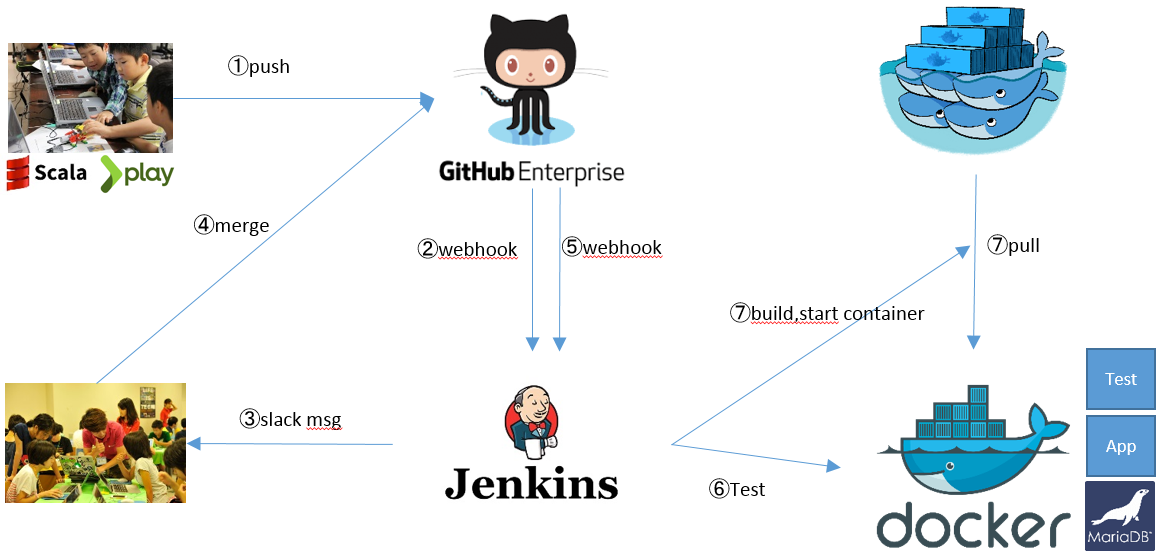 ①push
Scala
play
GitHub Enterprise
④merge
②webhook
⑤webhook
⑦pull
⑦build,start container
③slack msg
Jenkins
⑥Test
docker
Test
App
MariaDB